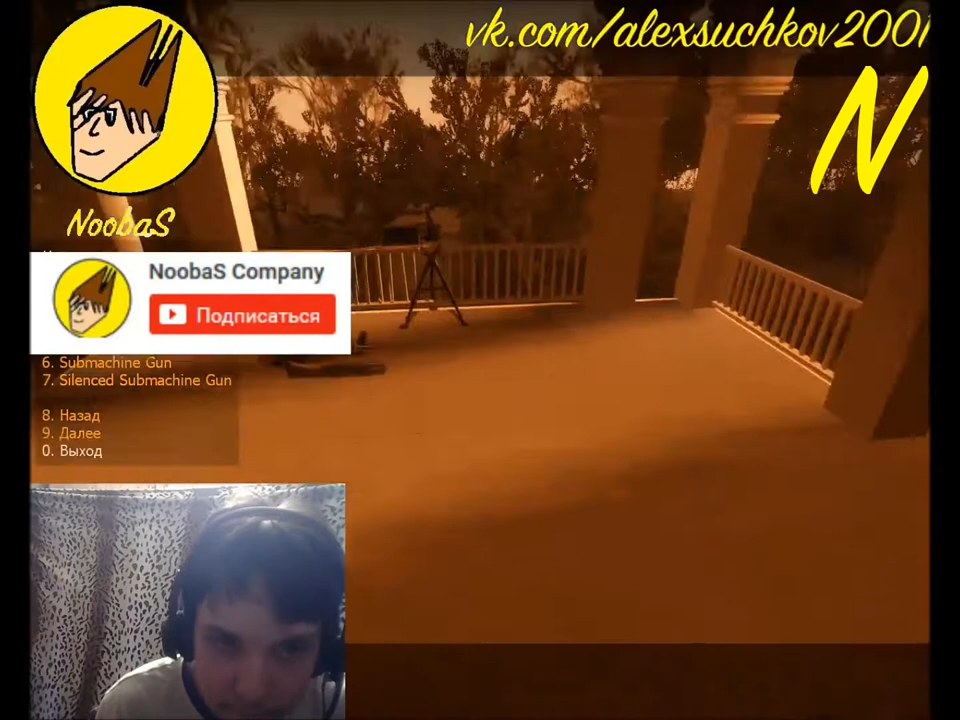 vk.com/alexsuchkov2001
N
NoobaS
NoobaS Company
Подписаться
6. Submachine Gun
7. Silenced Submachine Gun
8. Назад
9. Далее
0. Выход